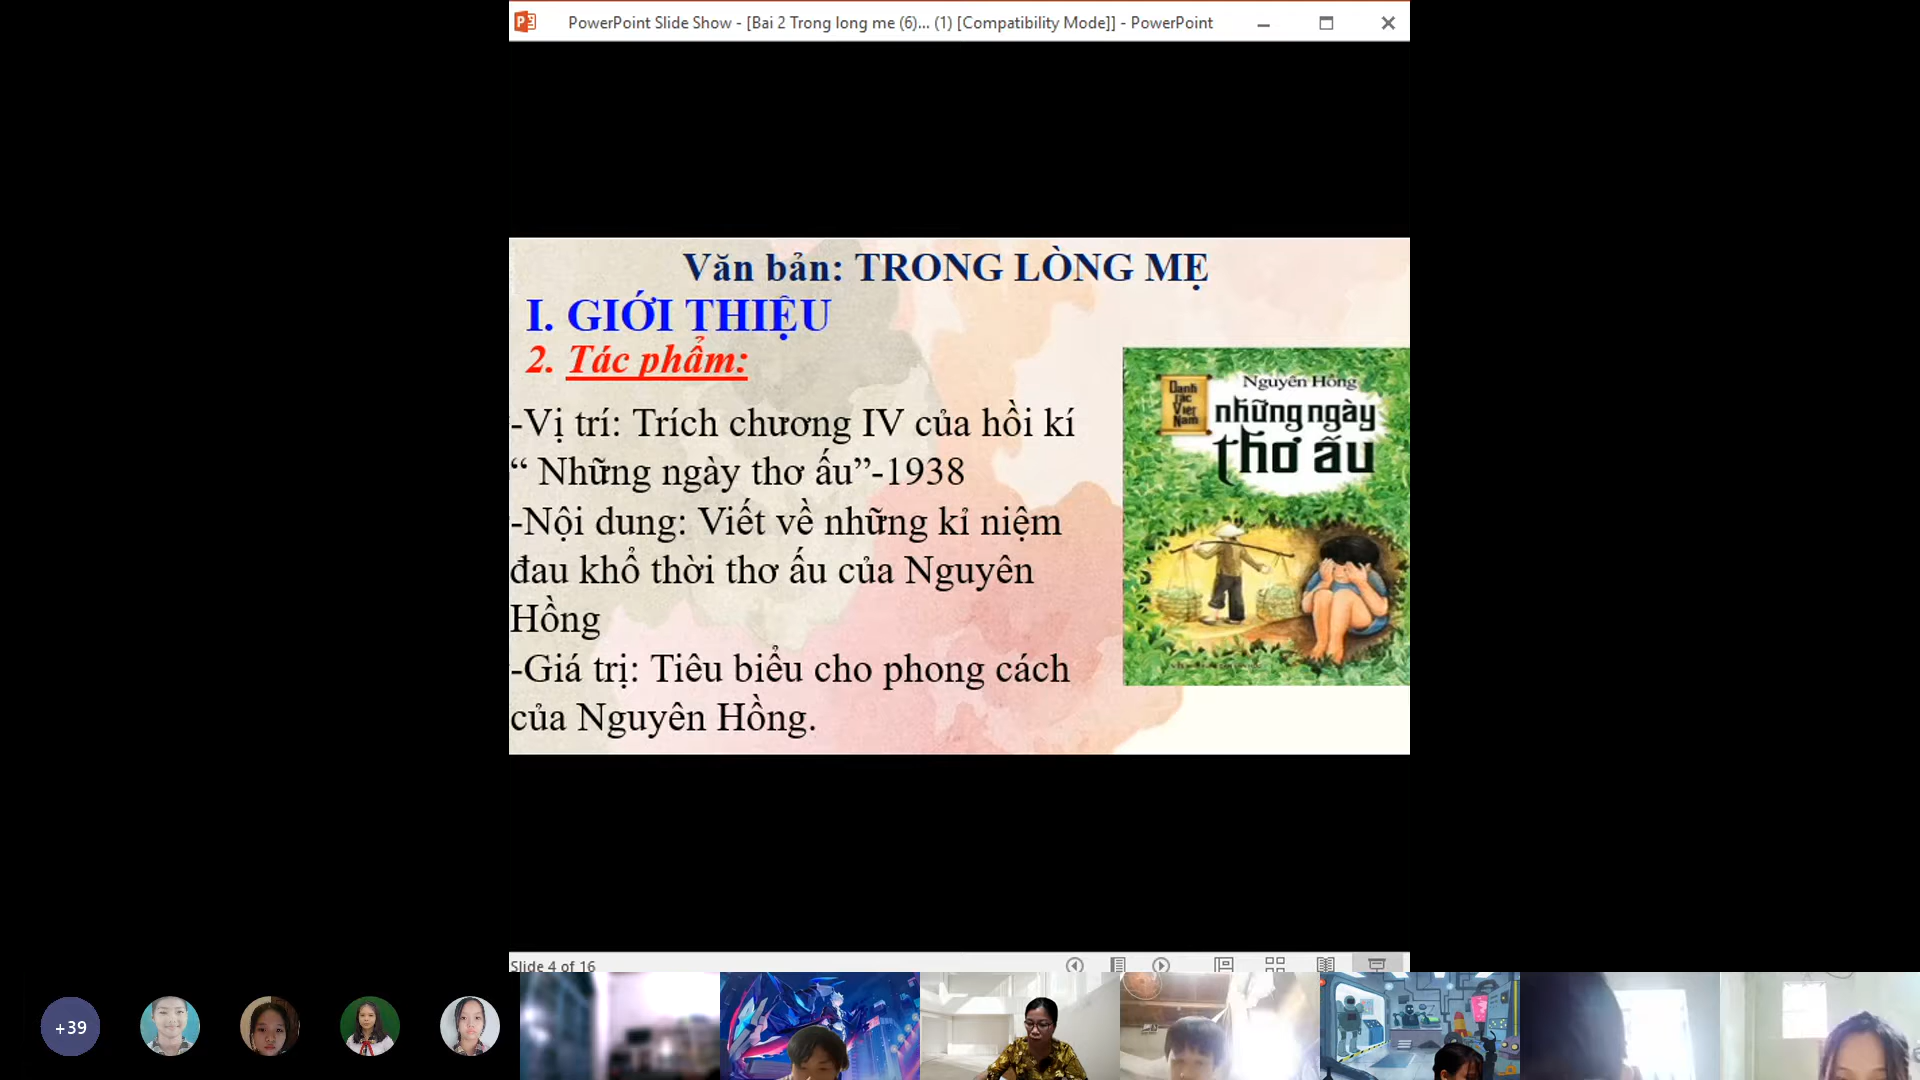 PowerPoint Slide Show - [Bai 2 Trong long me (6)... (1) [Compatibility Mode]] - PowerPoint
Văn bản: TRONG LÒNG MẸ
I. GIỚI THIỆU
2. Tác phẩm:
-Vị trí: Trích chương IV của hồi kí
“ Những ngày thơ ấu”-1938
-Nội dung: Viết về những kỉ niệm
đau khổ thời thơ ấu của Nguyên
Hồng
-Giá trị: Tiêu biểu cho phong cách
của Nguyên Hồng.
Danh
Tác
Việt
Nam
Nguyên Hồng
những ngày
thơ ấu
Slide 4 of 16
+39